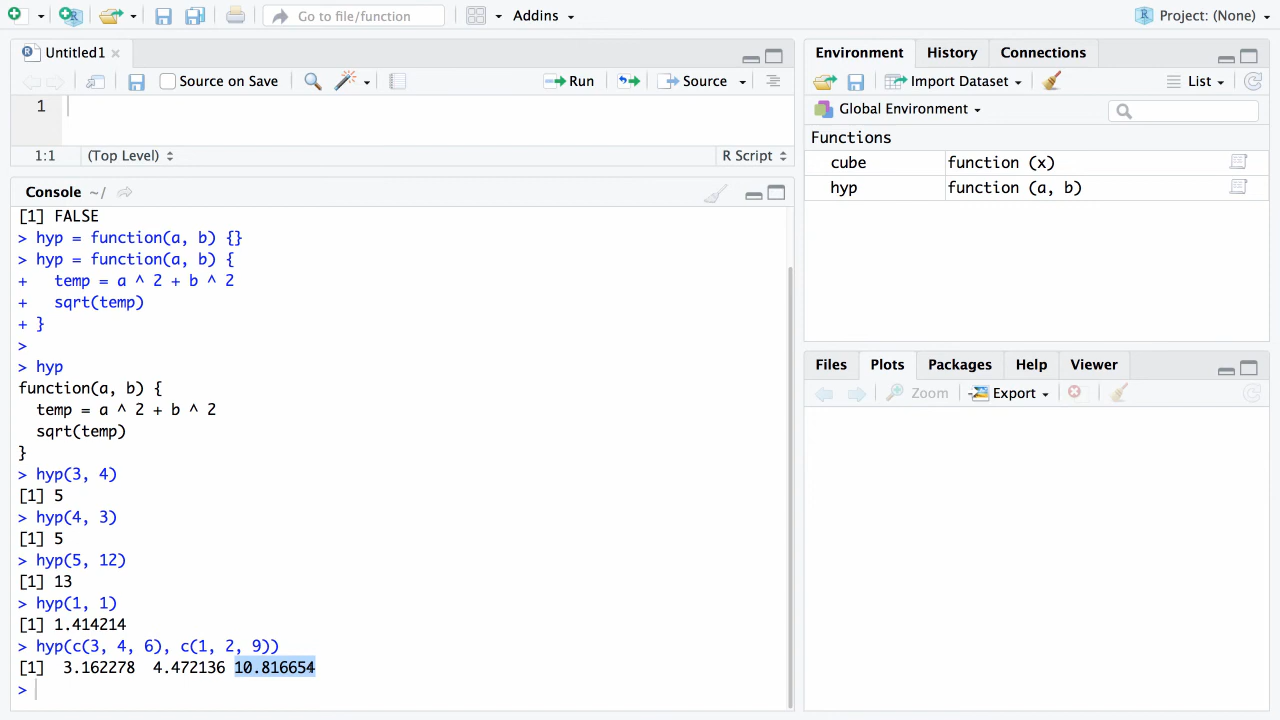 Go to file/function
Addins
Project: (None)
Untitled1
Source on Save
Run
Source
1
1:1
(Top Level)
R Script
Console ~/
[1] FALSE
> hyp = function(a, b) {}
> hyp = function(a, b) {
+   temp = a ^ 2 + b ^ 2
+   sqrt(temp)
+ }
>
> hyp
function(a, b) {
  temp = a ^ 2 + b ^ 2
  sqrt(temp)
}
> hyp(3, 4)
[1] 5
> hyp(4, 3)
[1] 5
> hyp(5, 12)
[1] 13
> hyp(1, 1)
[1] 1.414214
> hyp(c(3, 4, 6), c(1, 2, 9))
[1]  3.162278  4.472136 10.816654
>
Environment History Connections
Import Dataset
List
Global Environment
Functions
cube function (x)
hyp function (a, b)
Files Plots Packages Help Viewer
Zoom Export